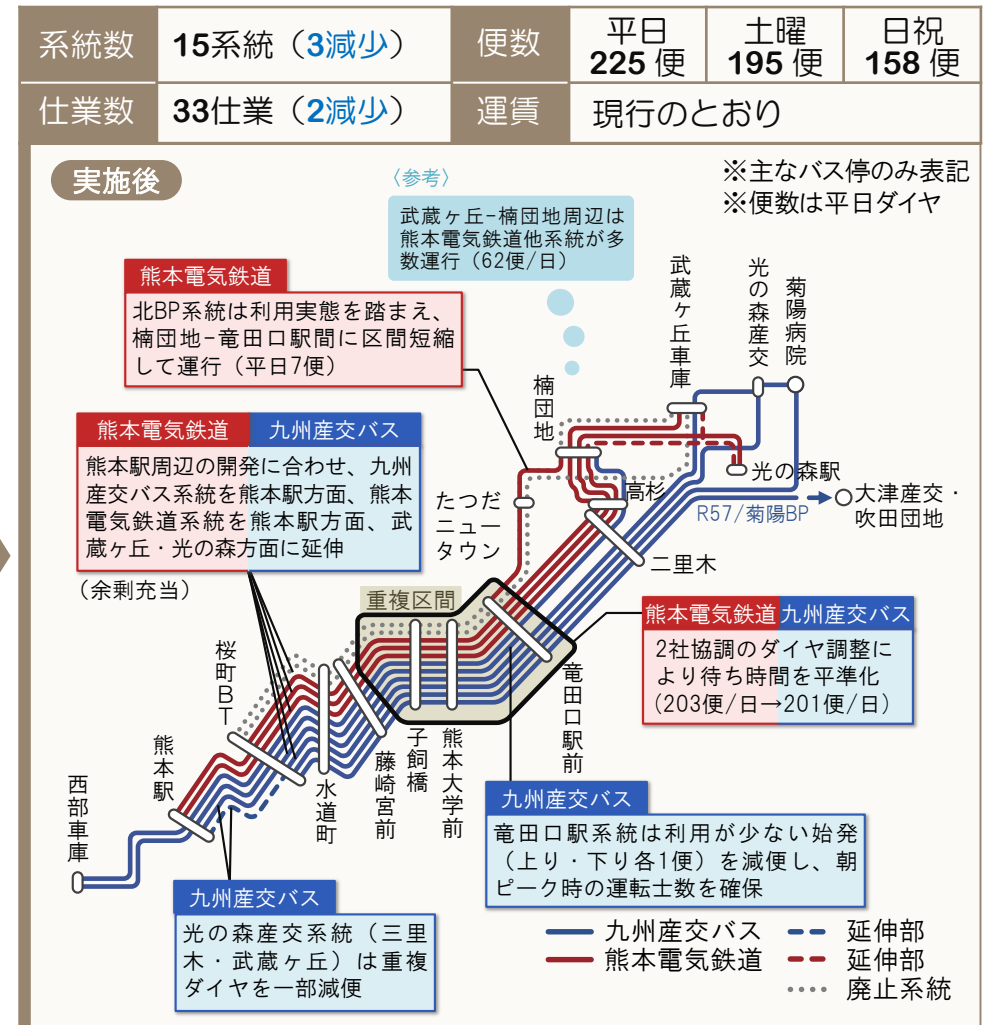 系統数 15系統（3減少） 便数 平日 225 便 土曜 195 便 日祝 158 便
仕業数 33仕業（2減少） 運賃 現行のとおり
実施後
※主なバス停のみ表記
※便数は平日ダイヤ
〈参考〉
武蔵ヶ丘-楠団地周辺は
熊本電気鉄道他系統が多
数運行（62便/日）
熊本電気鉄道
北BP系統は利用実態を踏まえ、
楠団地-竜田口駅間に区間短縮
して運行（平日7便）
武蔵ヶ丘車庫
光の森産交
菊陽病院
楠団地
熊本電気鉄道 九州産交バス
熊本駅周辺の開発に合わせ、九州
産交バス系統を熊本駅方面、熊本
電気鉄道系統を熊本駅方面、武
蔵ヶ丘・光の森方面に延伸
（余剰充当）
光の森駅
高杉
たつだ
ニュー
タウン
R57/菊陽BP
大津産交・
吹田団地
二里木
重複区間
熊本電気鉄道 九州産交バス
2社協調のダイヤ調整に
より待ち時間を平準化
(203便/日→201便/日)
桜町BT
熊本駅
西部車庫
水道町
藤崎宮前
子飼橋
熊本大学前
竜田口駅前
九州産交バス
竜田口駅系統は利用が少ない始発
（上り・下り各1便）を減便し、朝
ピーク時の運転士数を確保
九州産交バス
光の森産交系統（三里
木・武蔵ヶ丘）は重複
ダイヤを一部減便
九州産交バス 延伸部
熊本電気鉄道 延伸部
廃止系統